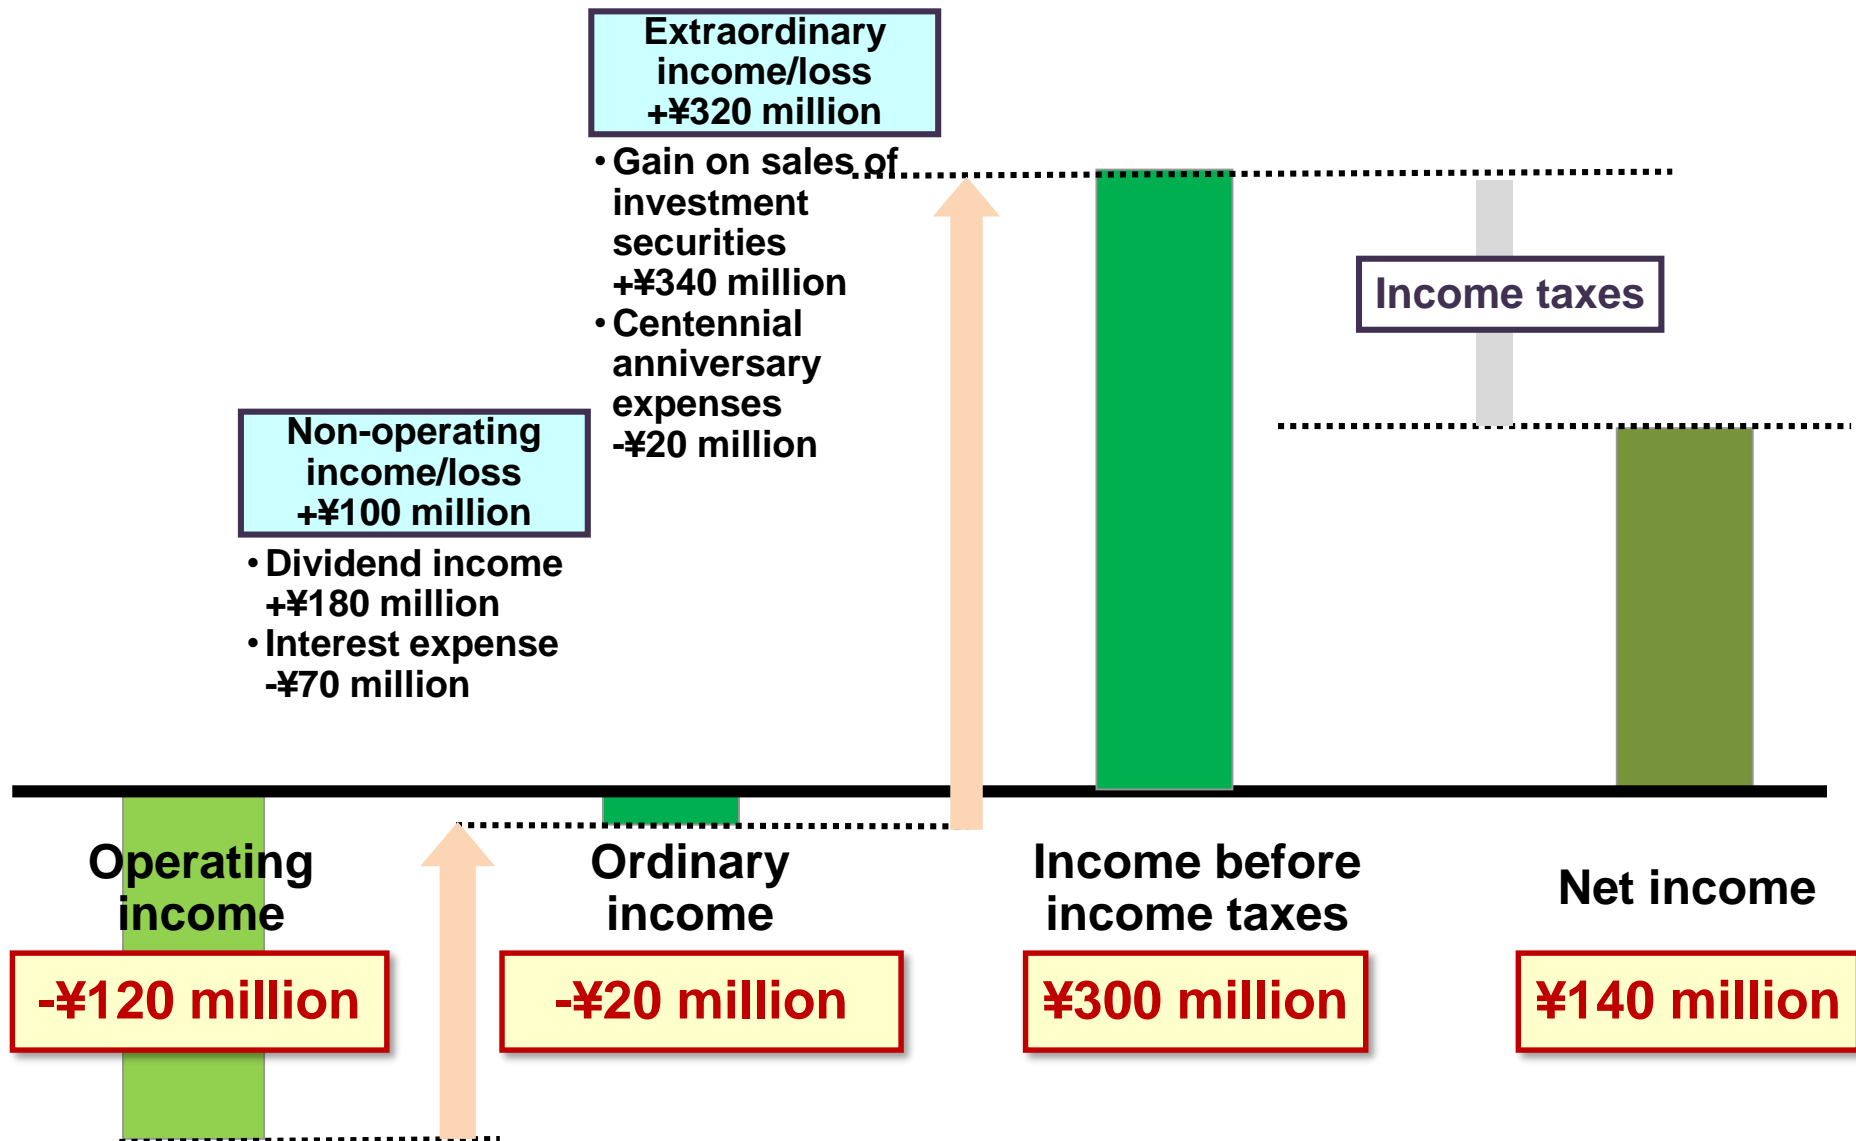 Extraordinary
income/loss
+¥320 million
・Gain on sales of
investment
securities
+¥340 million
・Centennial
anniversary
expenses
-¥20 million
Income taxes
Non-operating
income/loss
+¥100 million
・Dividend income
+¥180 million
・Interest expense
-¥70 million
Operating
income
-¥120 million
Ordinary
income
-¥20 million
Income before
income taxes
¥300 million
Net income
¥140 million